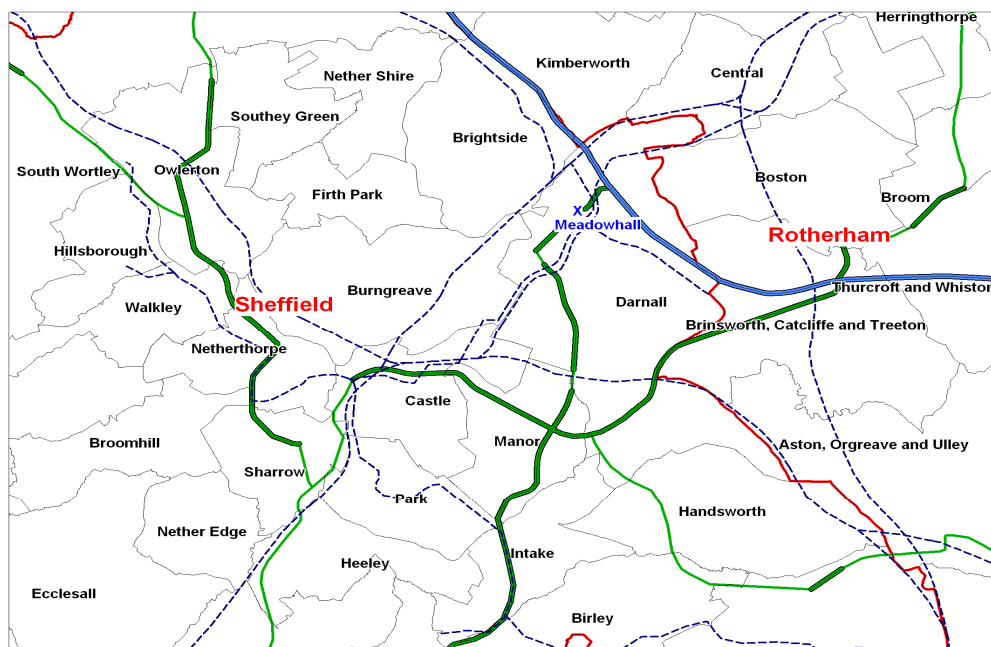 Herringthorpe
Kimberworth
Nether Shire
Central
Southey Green
Brightside
South Wortley
Owlerton
Boston
Firth Park
Broom
X
Meadowhall
Rotherham
Hillsborough
Thurcroft and Whiston
Burngreave
Walkley
Sheffield
Darnall
Brinsworth, Catcliffe and Treeton
Netherthorpe
Castle
Broomhill
Manor
Aston, Orgreave and Ulley
Sharrow
Park
Handsworth
Nether Edge
Intake
Heeley
Ecclesall
Birley